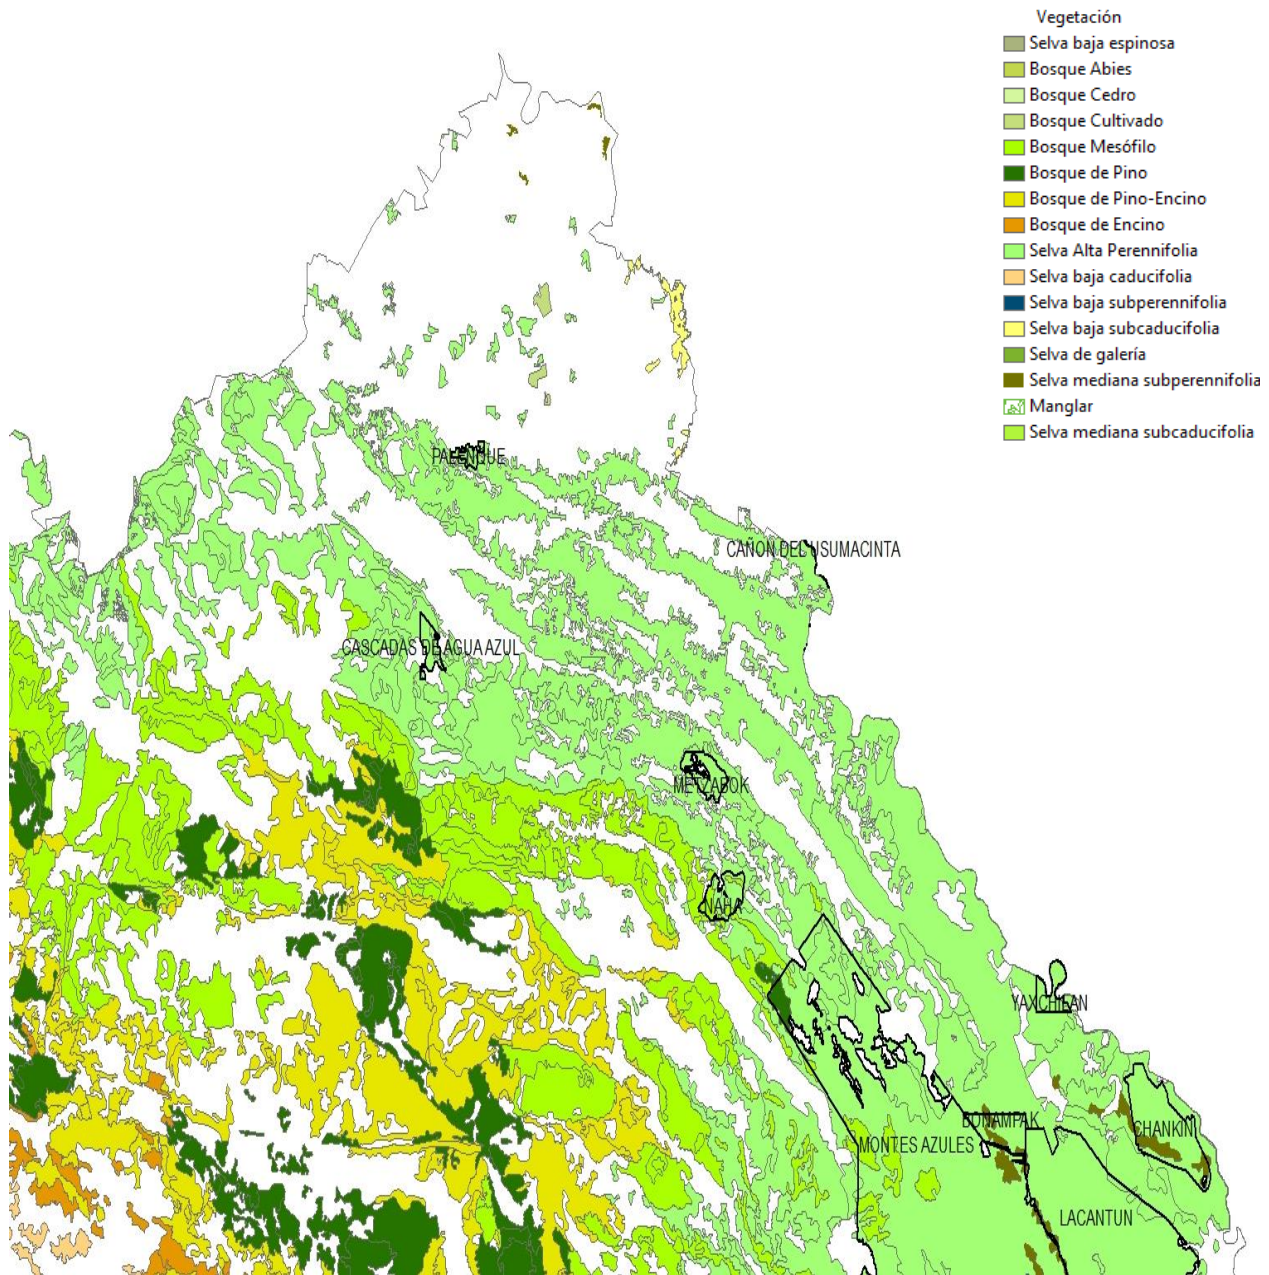 Vegetación
Selva baja espinosa
Bosque Abies
Bosque Cedro
Bosque Cultivado
Bosque Mesófilo
Bosque de Pino
Bosque de Pino-Encino
Bosque de Encino
Selva Alta Perennifolia
Selva baja caducifolia
Selva baja subperennifolia
Selva baja subcaducifolia
Selva de galería
Selva mediana subperennifolia
Manglar
Selva mediana subcaducifolia
PALENQUE
CAÑON DEL USUMACINTA
CASCADAS DE AGUA AZUL
METZABOK
NAHA
YAXCHILAN
BONAMPAK
CHANKIN
MONTES AZULES
LACANTUN